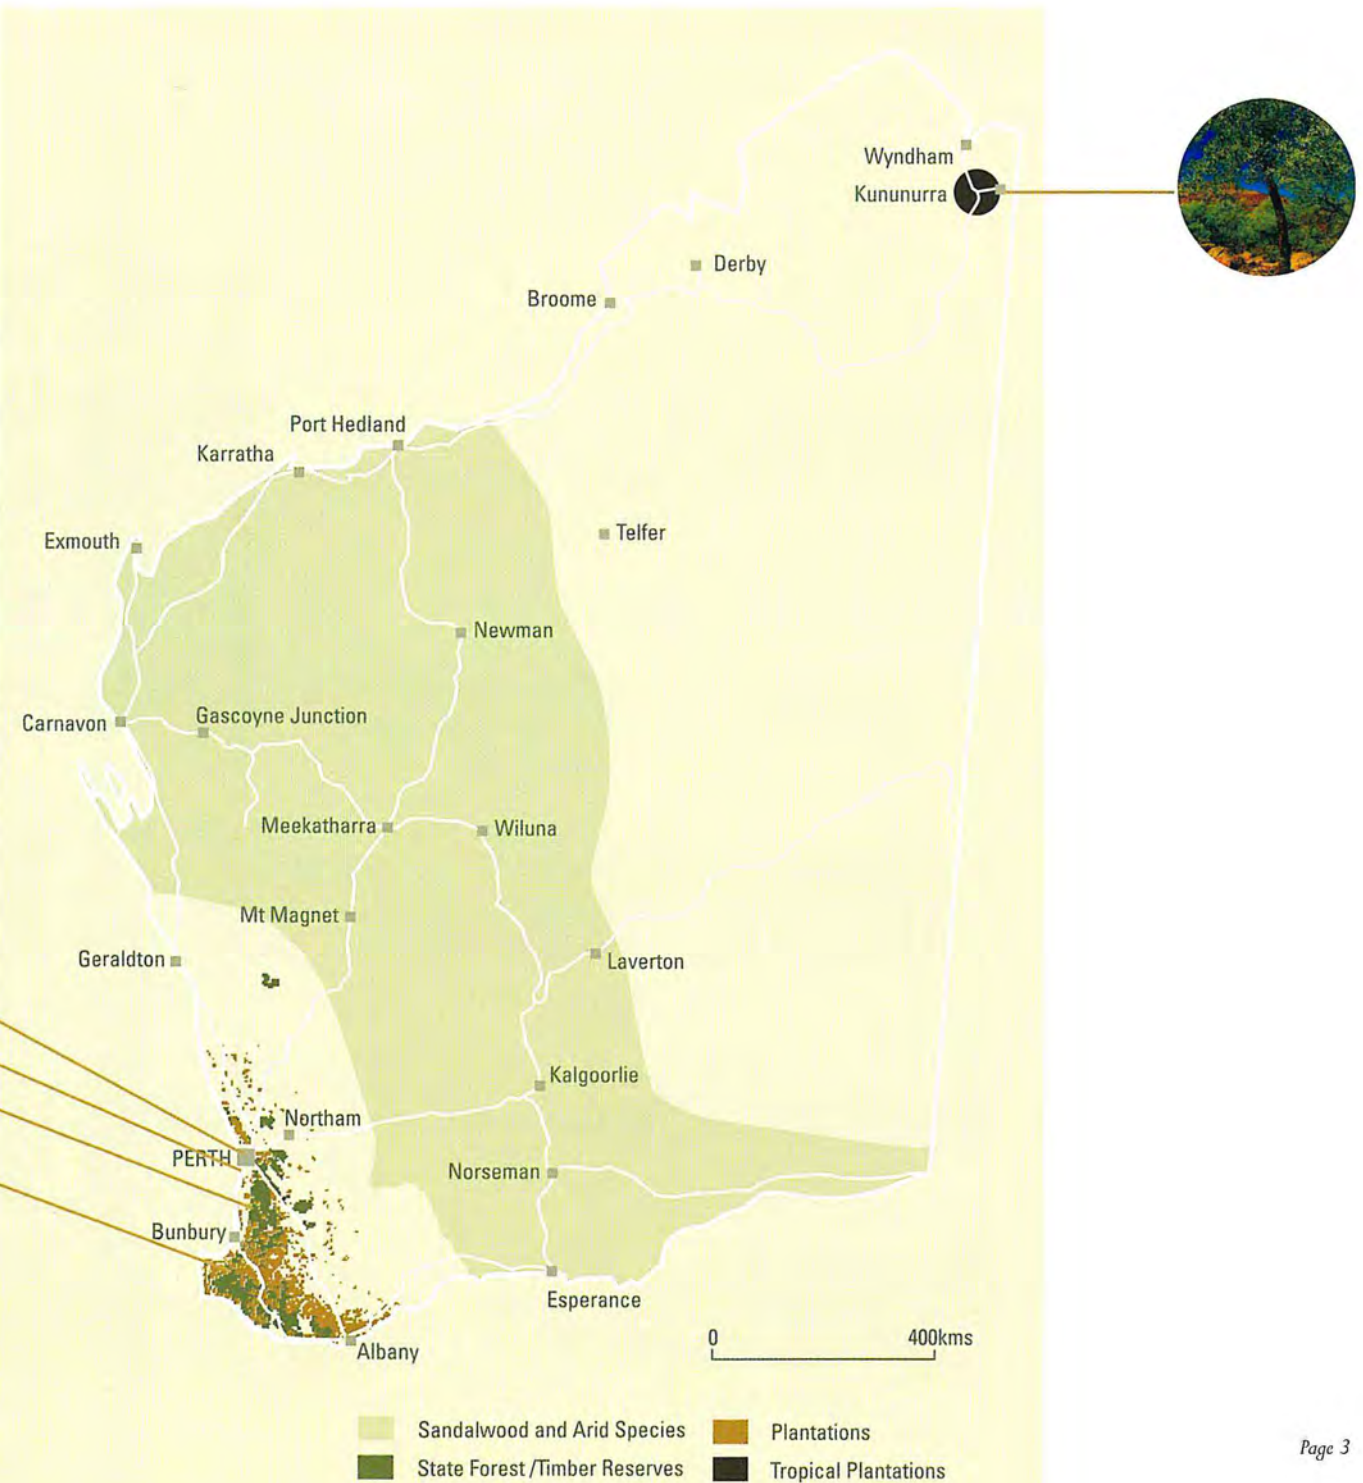 Wyndham
Kununurra
Derby
Broome
Port Hedland
Karratha
Exmouth
Telfer
Newman
Carnavon
Gascoyne Junction
Meekatharra
Wiluna
Mt Magnet
Geraldton
Laverton
Kalgoorlie
Northam
PERTH
Norseman
Bunbury
Esperance
Albany
0 400kms
Sandalwood and Arid Species
Plantations
State Forest/Timber Reserves
Tropical Plantations
Page 3